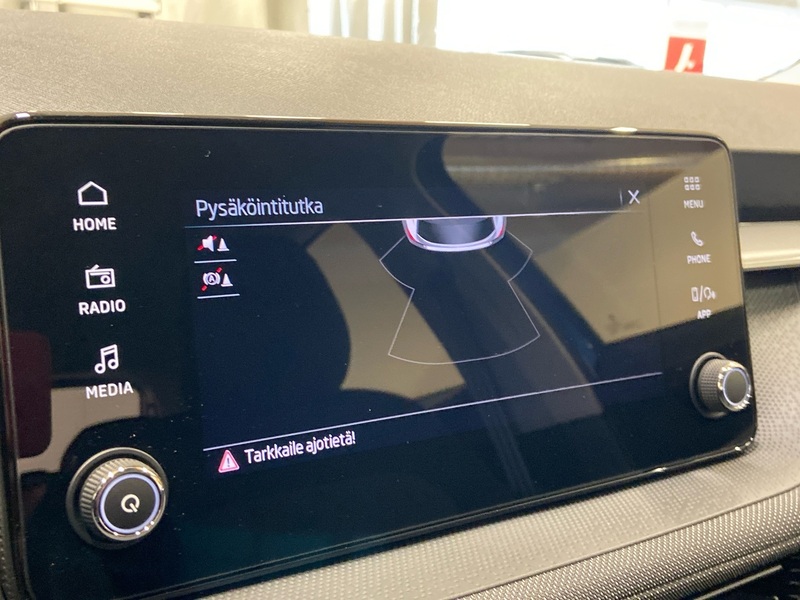 Pysäköintitutka
X
HOME
RADIO
MEDIA
MENU
PHONE
APP
Tarkkaile ajotietä!